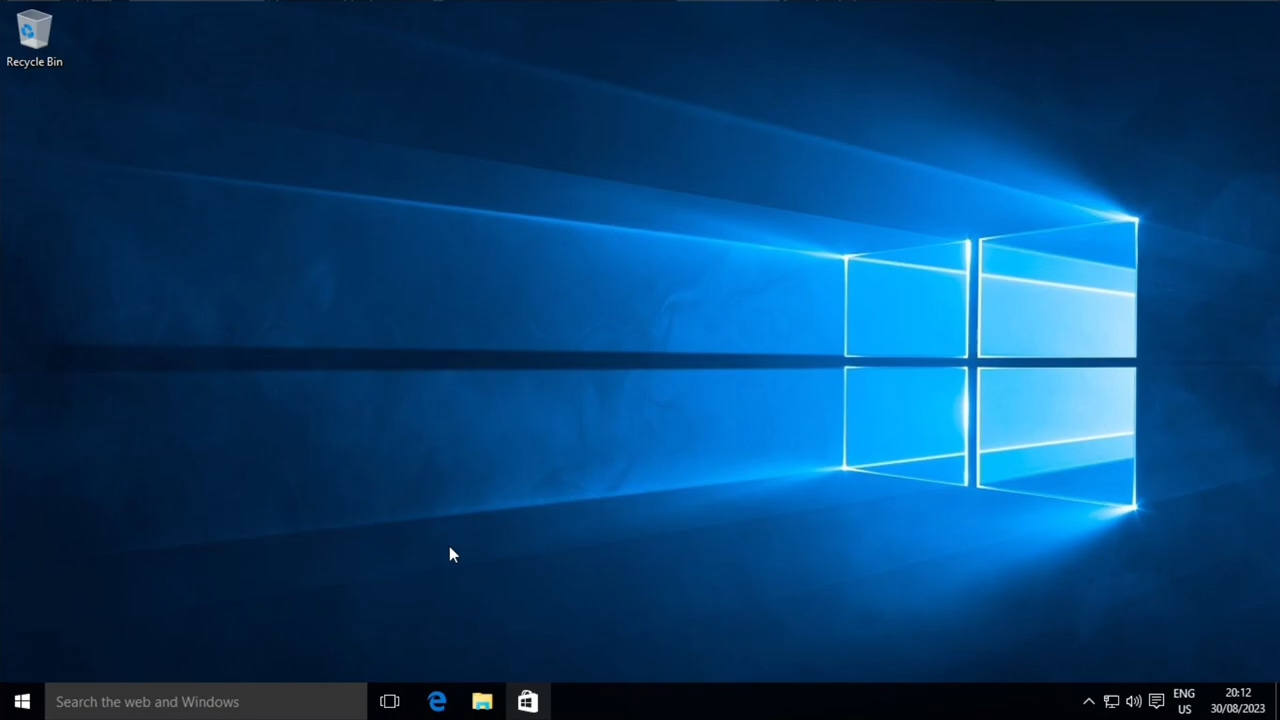 Recycle Bin
Search the web and Windows
ENG
US
20:12
30/08/2023